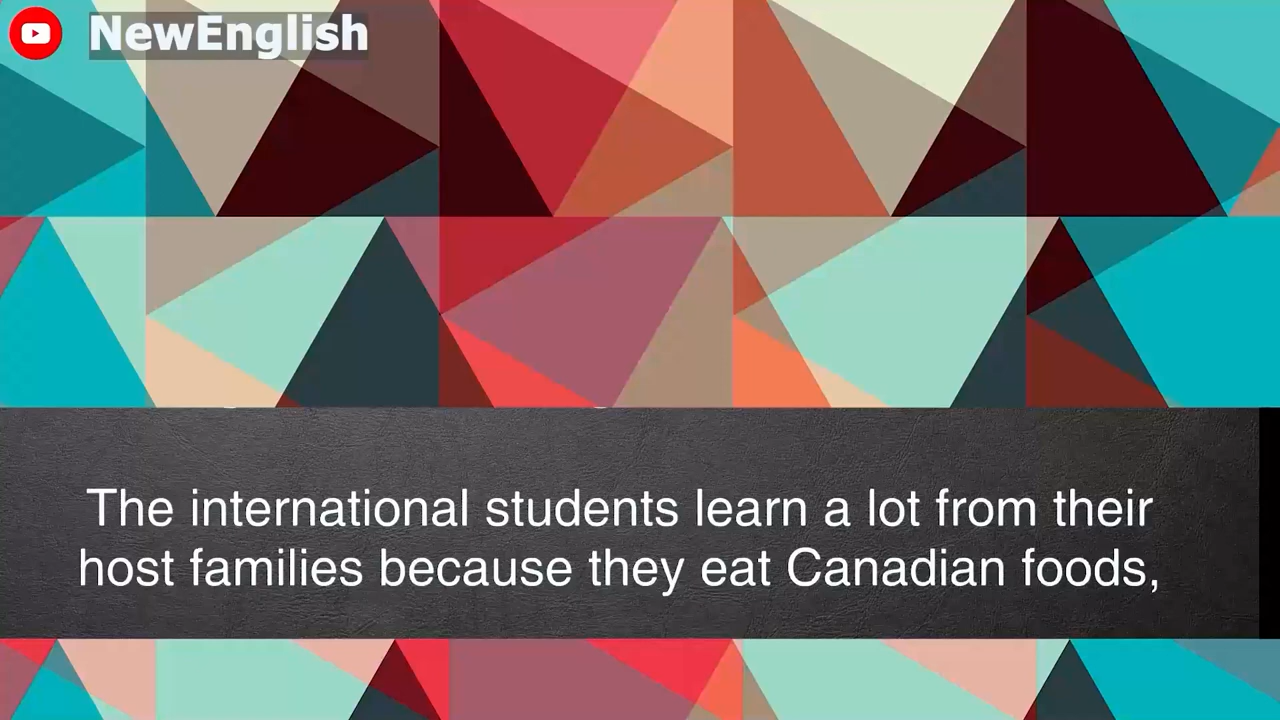 NewEnglish
The international students learn a lot from their
host families because they eat Canadian foods,